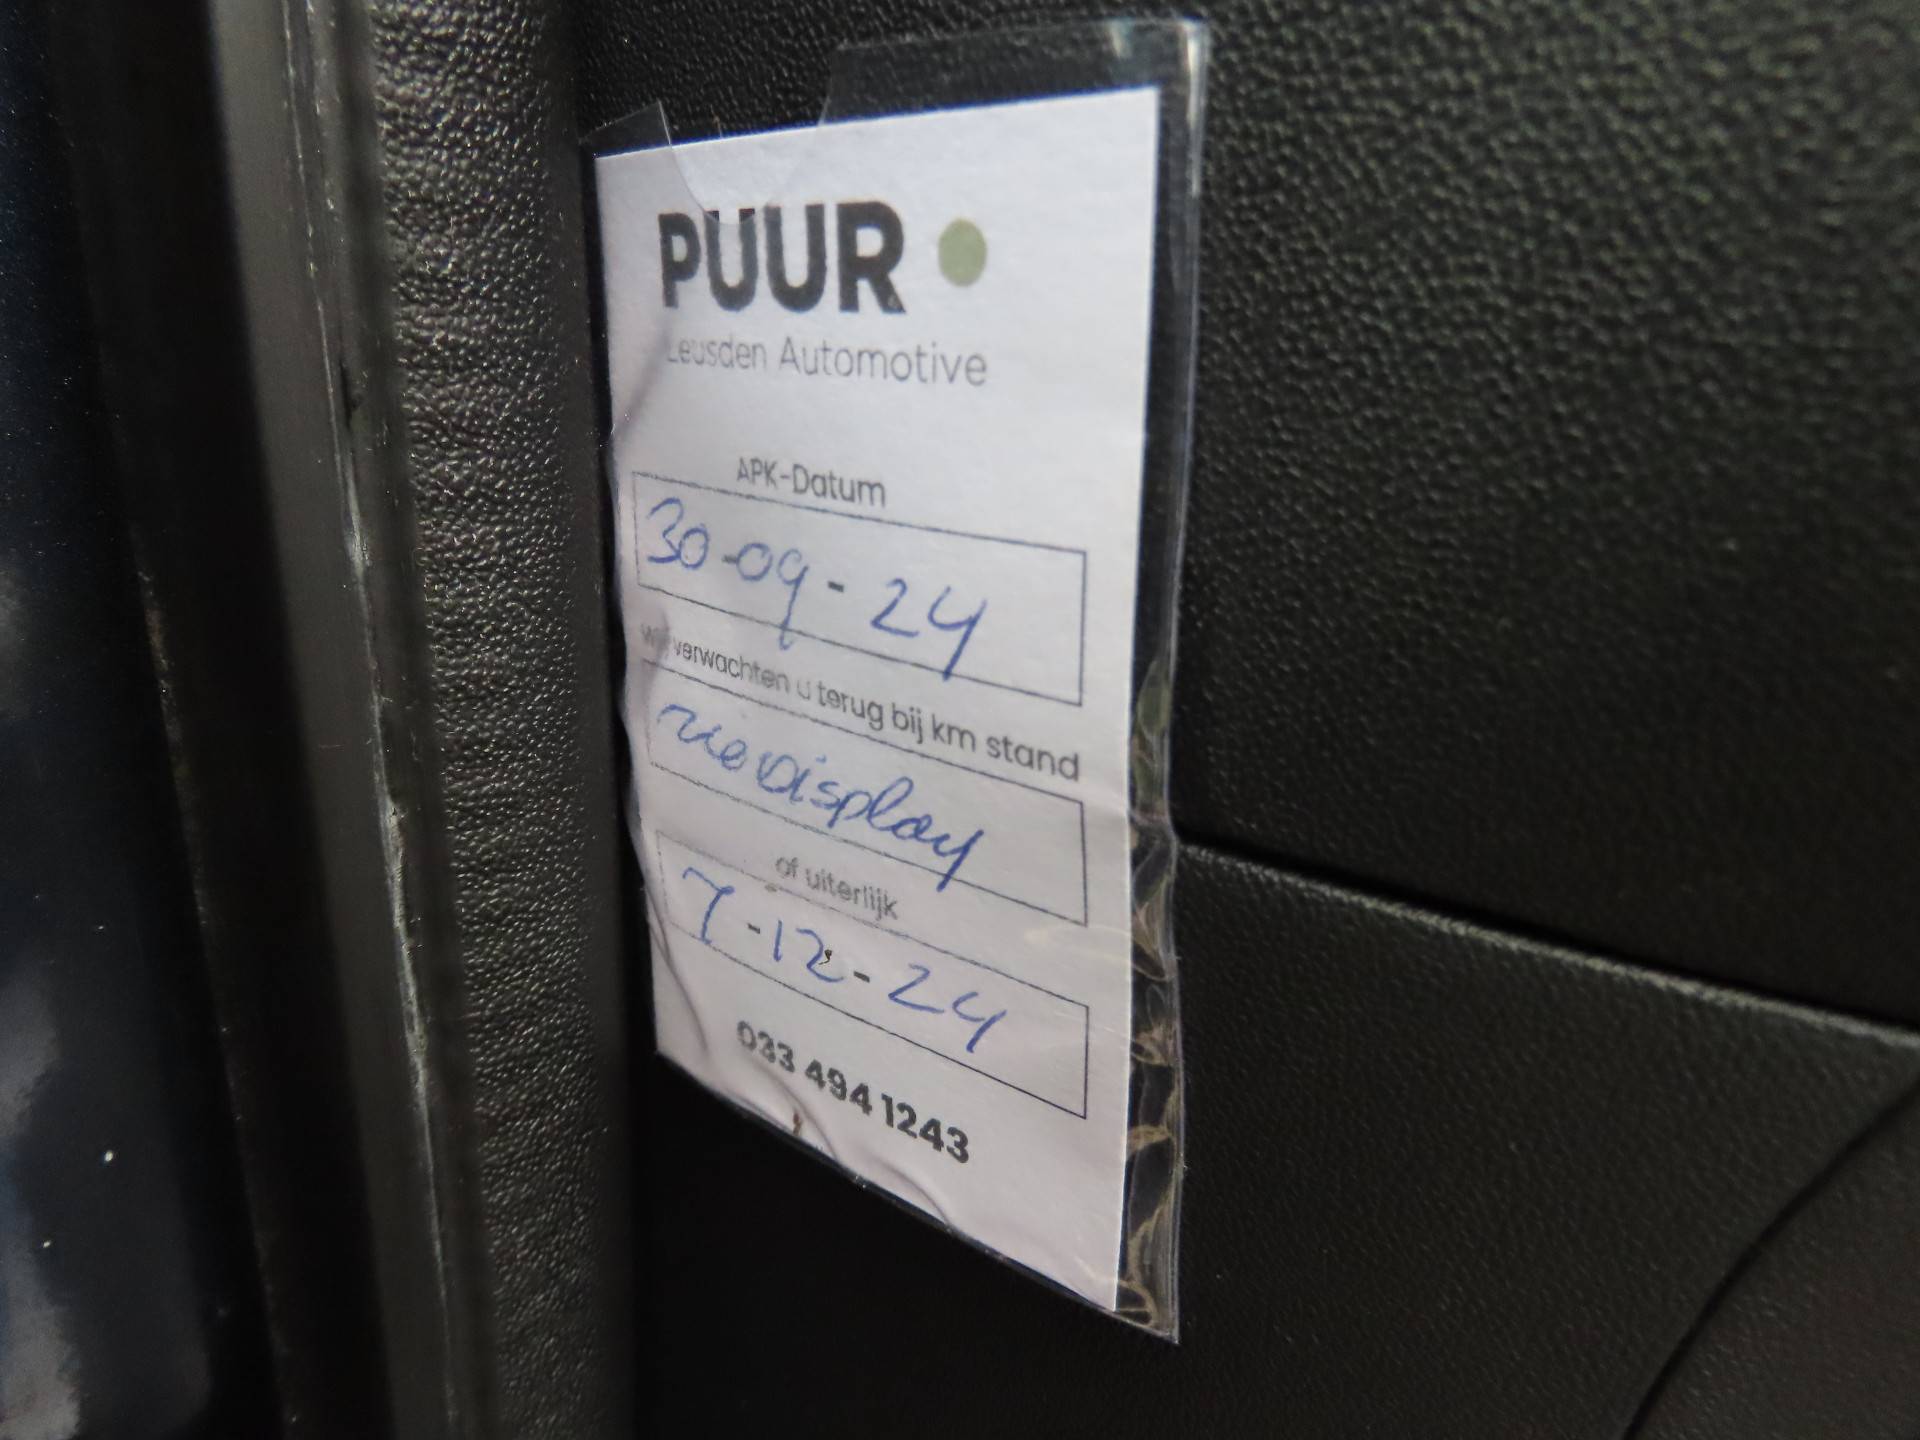 PUUR
Leusden Automotive
APK-Datum
30-09-24
wij verwachten u terug bij km stand
zie display
of uiterlijk
7-12-24
033 494 1243